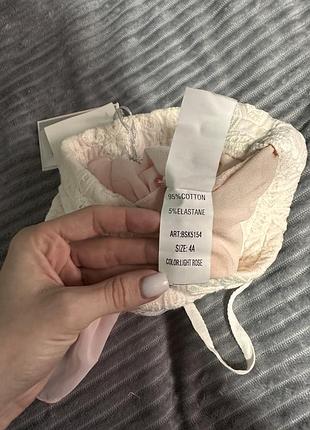 95%COTTON
5%ELASTANE
ART:BSK5154
SIZE: 4A
COLOR:LIGHT ROSE